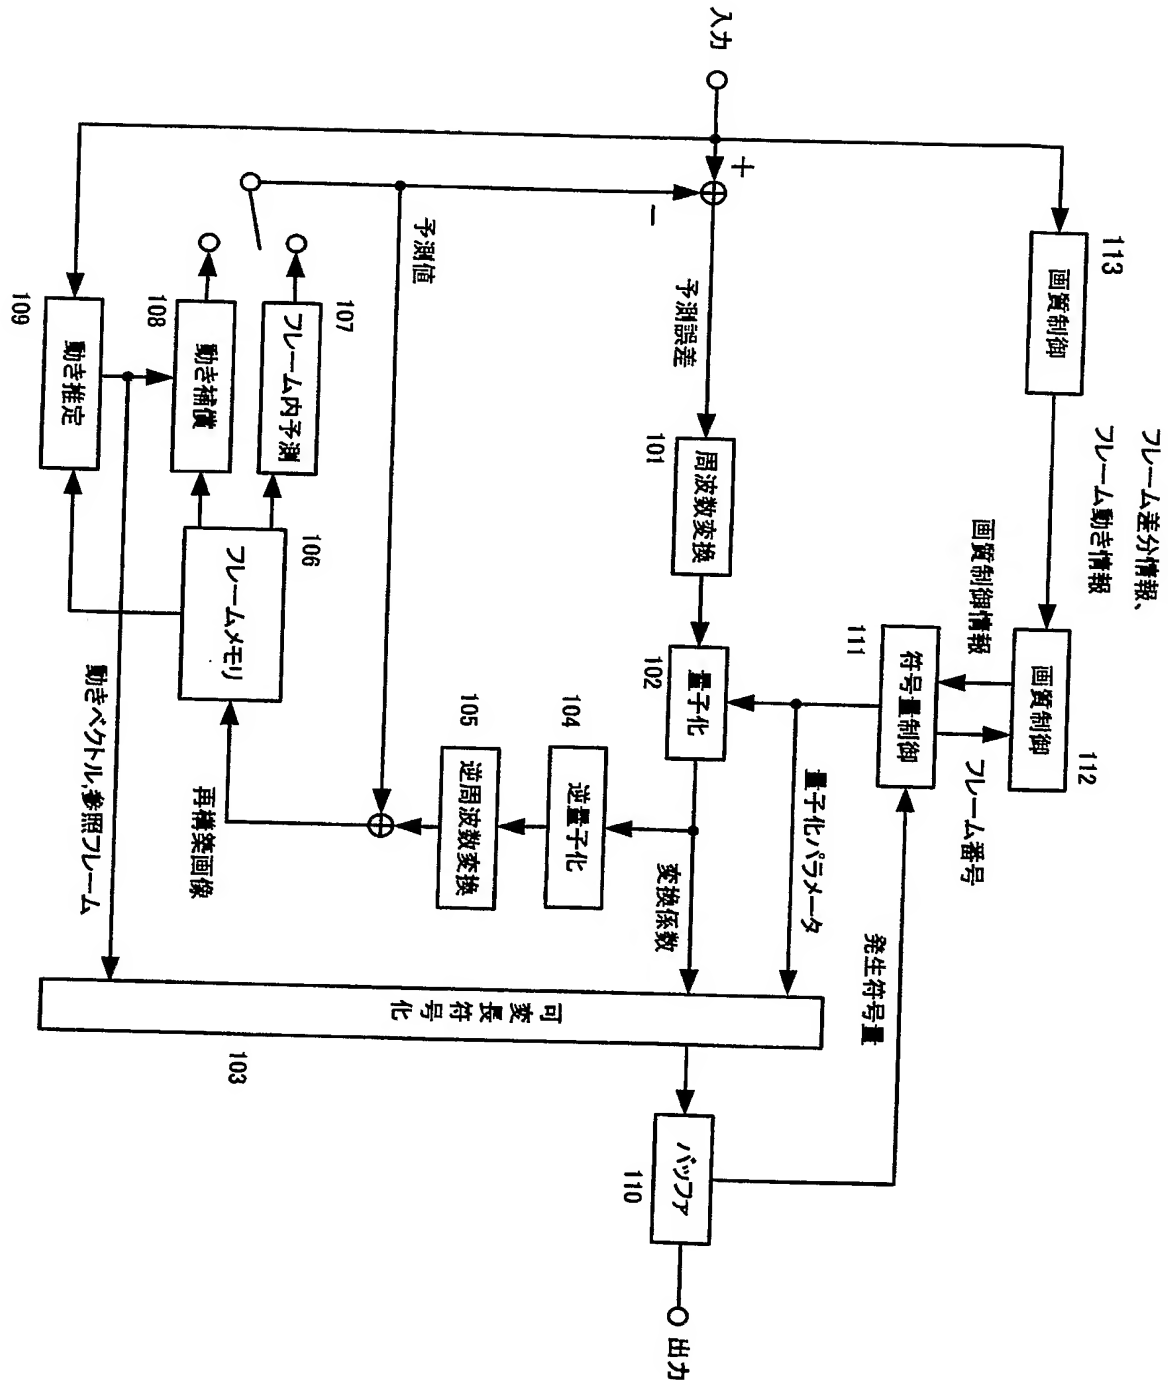 入力
+
−
113
画質制御
フレーム差分情報、
フレーム動き情報
画質制御
112
画質制御情報
フレーム番号
111
符号量制御
発生符号量
量子化パラメータ
予測誤差
101
周波数変換
102
量子化
変換係数
104
逆量子化
105
逆周波数変換
予測値
107
フレーム内予測
108
動き補償
109
動き推定
106
フレームメモリ
再構築画像
動きベクトル,参照フレーム
可変長符号化
103
バッファ
110
出力